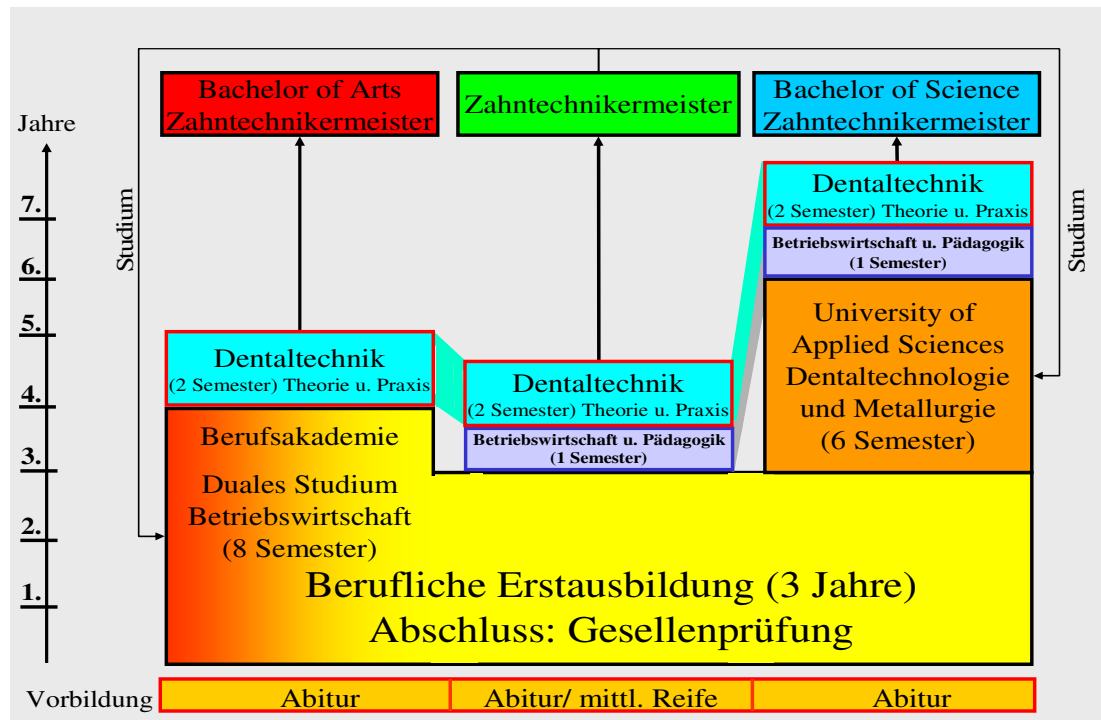 Bachelor of Arts
Zahntechnikermeister
Zahntechnikermeister
Bachelor of Science
Zahntechnikermeister
Jahre
7.
6.
5.
4.
3.
2.
1.
Studium
Studium
Dentaltechnik
(2 Semester) Theorie u. Praxis
Berufsakademie
Duales Studium
Betriebswirtschaft
(8 Semester)
Dentaltechnik
(2 Semester) Theorie u. Praxis
Betriebswirtschaft u. Pädagogik
(1 Semester)
Dentaltechnik
(2 Semester) Theorie u. Praxis
Betriebswirtschaft u. Pädagogik
(1 Semester)
University of
Applied Sciences
Dentaltechnologie
und Metallurgie
(6 Semester)
Berufliche Erstausbildung (3 Jahre)
Abschluss: Gesellenprüfung
Vorbildung
Abitur
Abitur/ mittl. Reife
Abitur